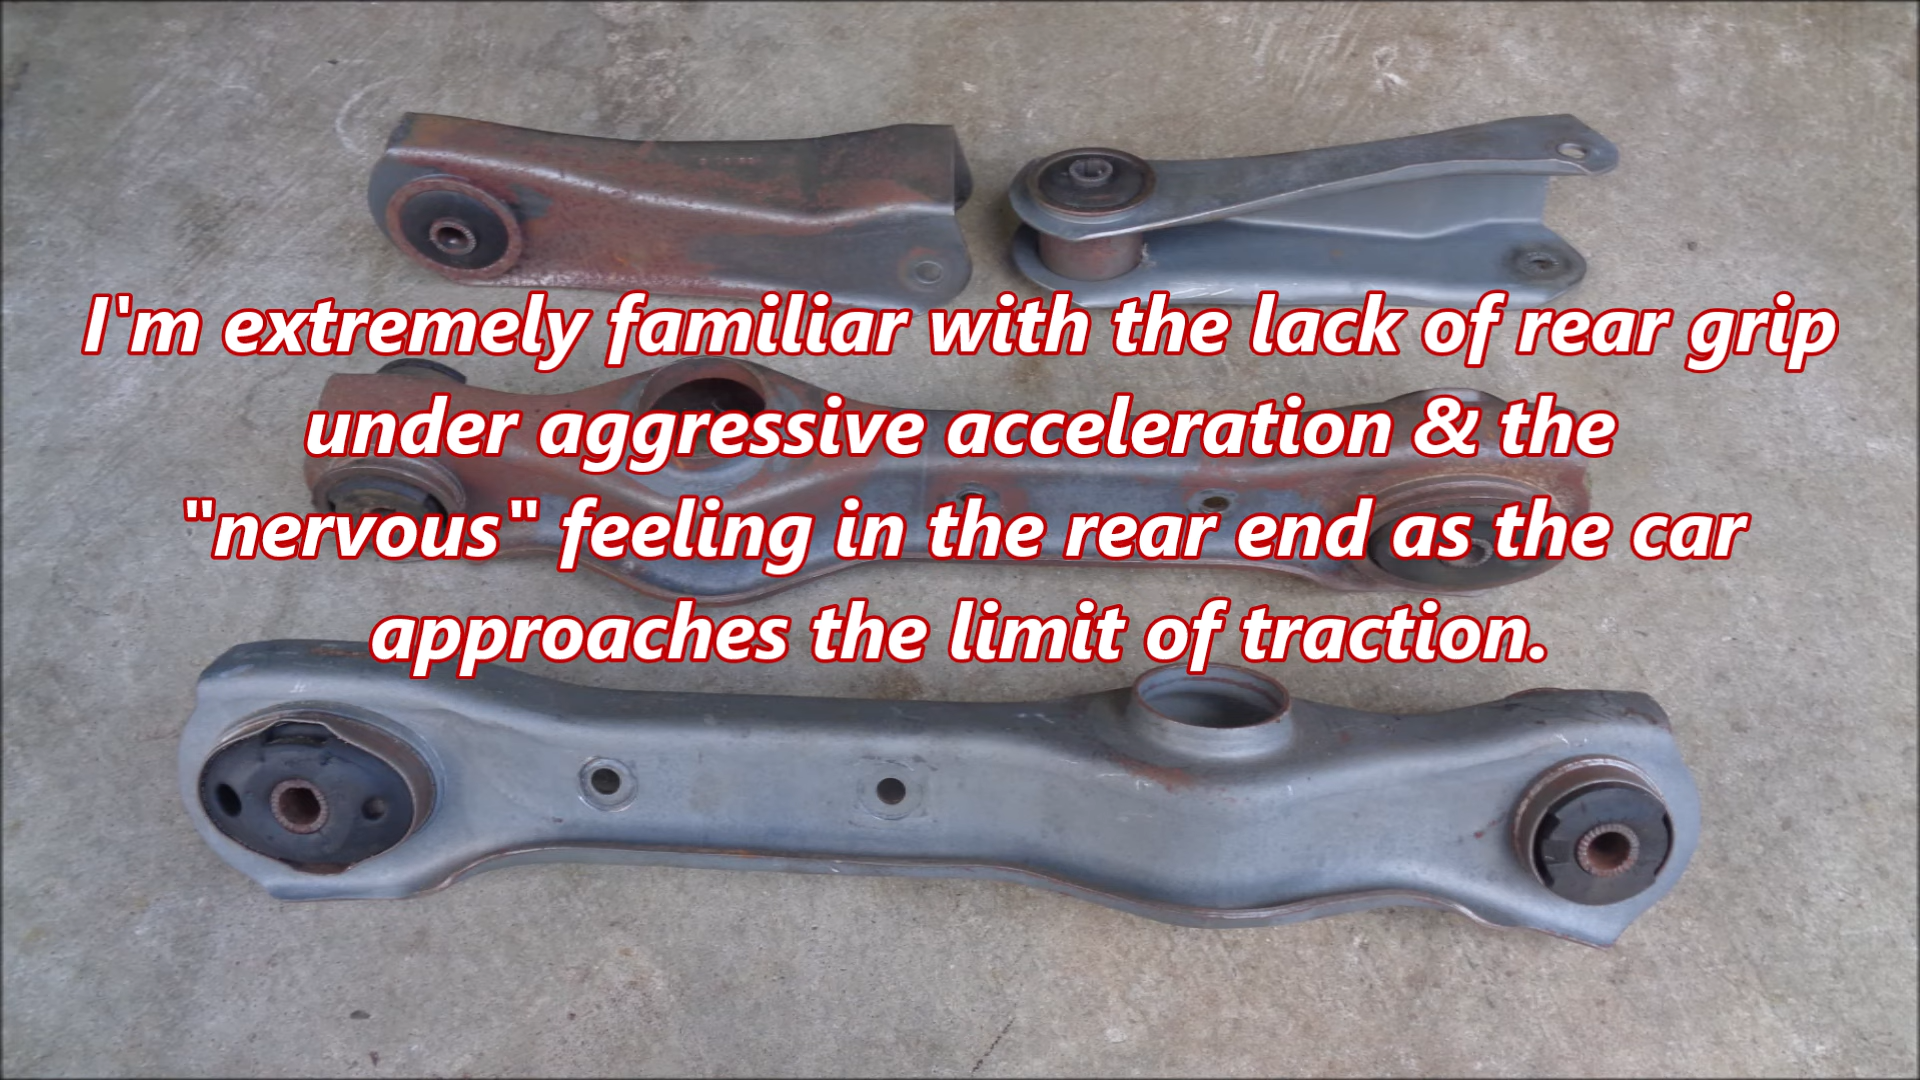 I'm extremely familiar with the lack of rear grip
under aggressive acceleration & the
"nervous" feeling in the rear end as the car
approaches the limit of traction.